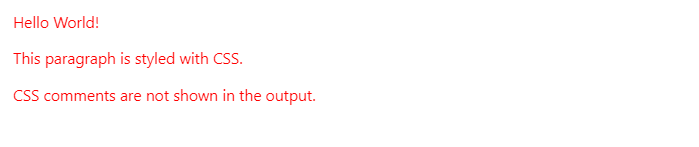 Hello World!
This paragraph is styled with CSS.
CSS comments are not shown in the output.